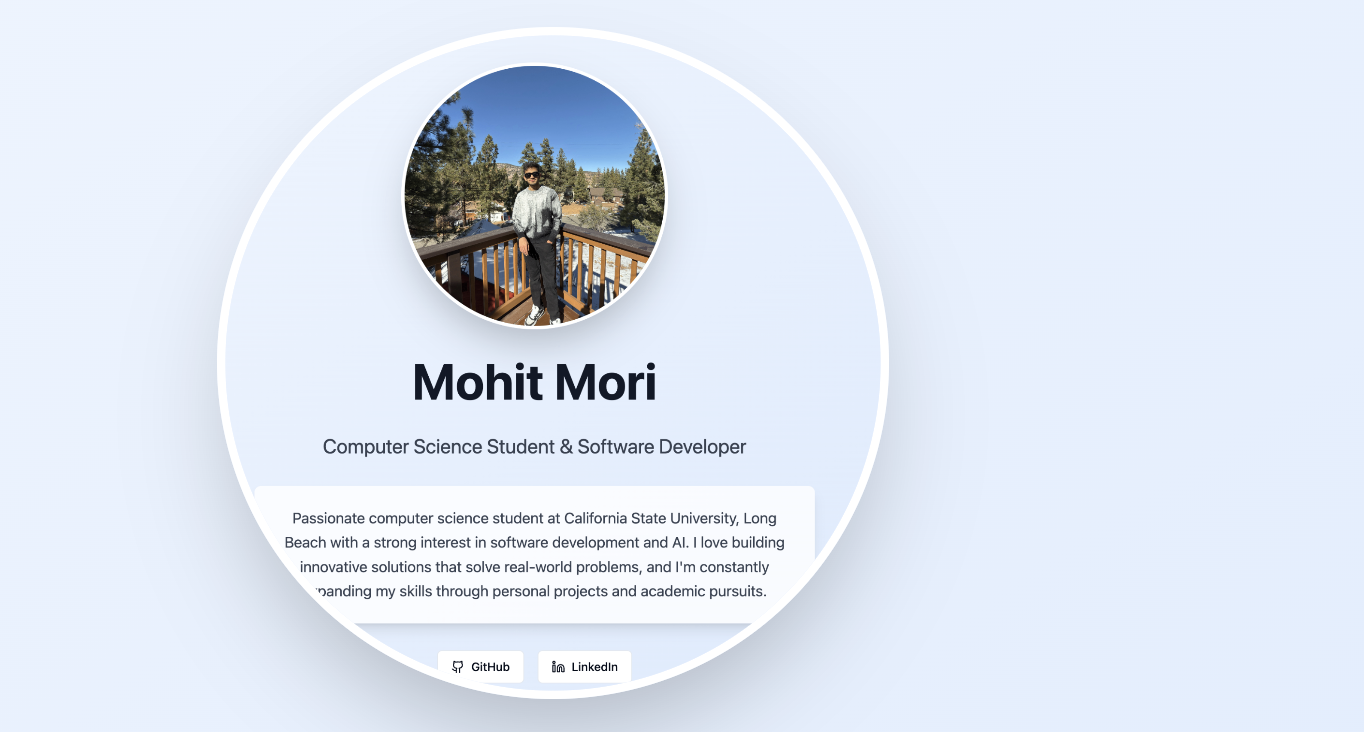 Mohit Mori
Computer Science Student & Software Developer
Passionate computer science student at California State University, Long
Beach with a strong interest in software development and AI. I love building
innovative solutions that solve real-world problems, and I'm constantly
panding my skills through personal projects and academic pursuits.
GitHub
LinkedIn